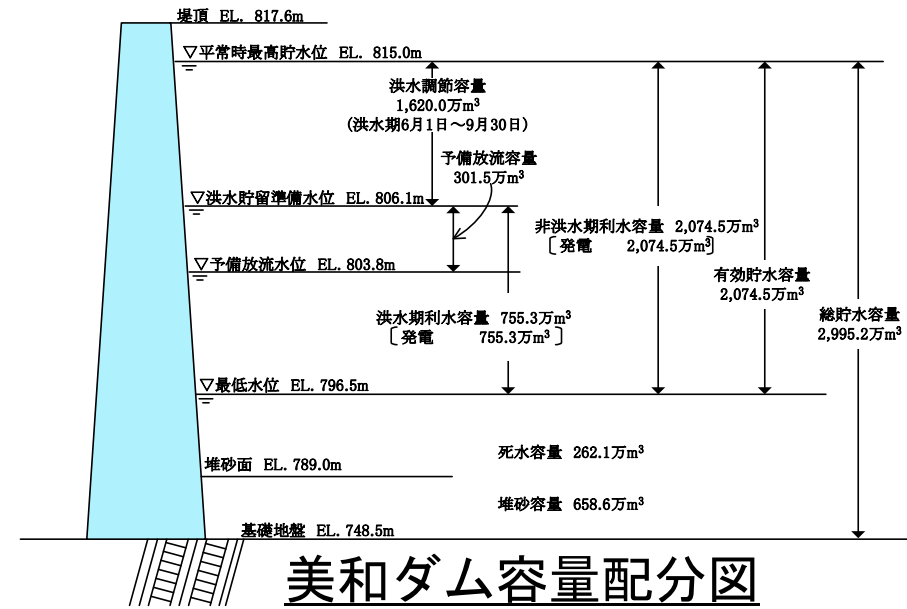 堤頂 EL. 817.6m
▽平常時最高貯水位 EL. 815.0m
洪水調節容量
1,620.0万m³
(洪水期6月1日～9月30日)
予備放流容量
301.5万m³
▽洪水貯留準備水位 EL. 806.1m
非洪水期利水容量 2,074.5万m³
〔発電 2,074.5万m³〕
▽予備放流水位 EL. 803.8m
有効貯水容量
2,074.5万m³
洪水期利水容量 755.3万m³
〔発電 755.3万m³〕
総貯水容量
2,995.2万m³
▽最低水位 EL. 796.5m
死水容量 262.1万m³
堆砂面 EL. 789.0m
堆砂容量 658.6万m³
基礎地盤 EL. 748.5m
美和ダム容量配分図